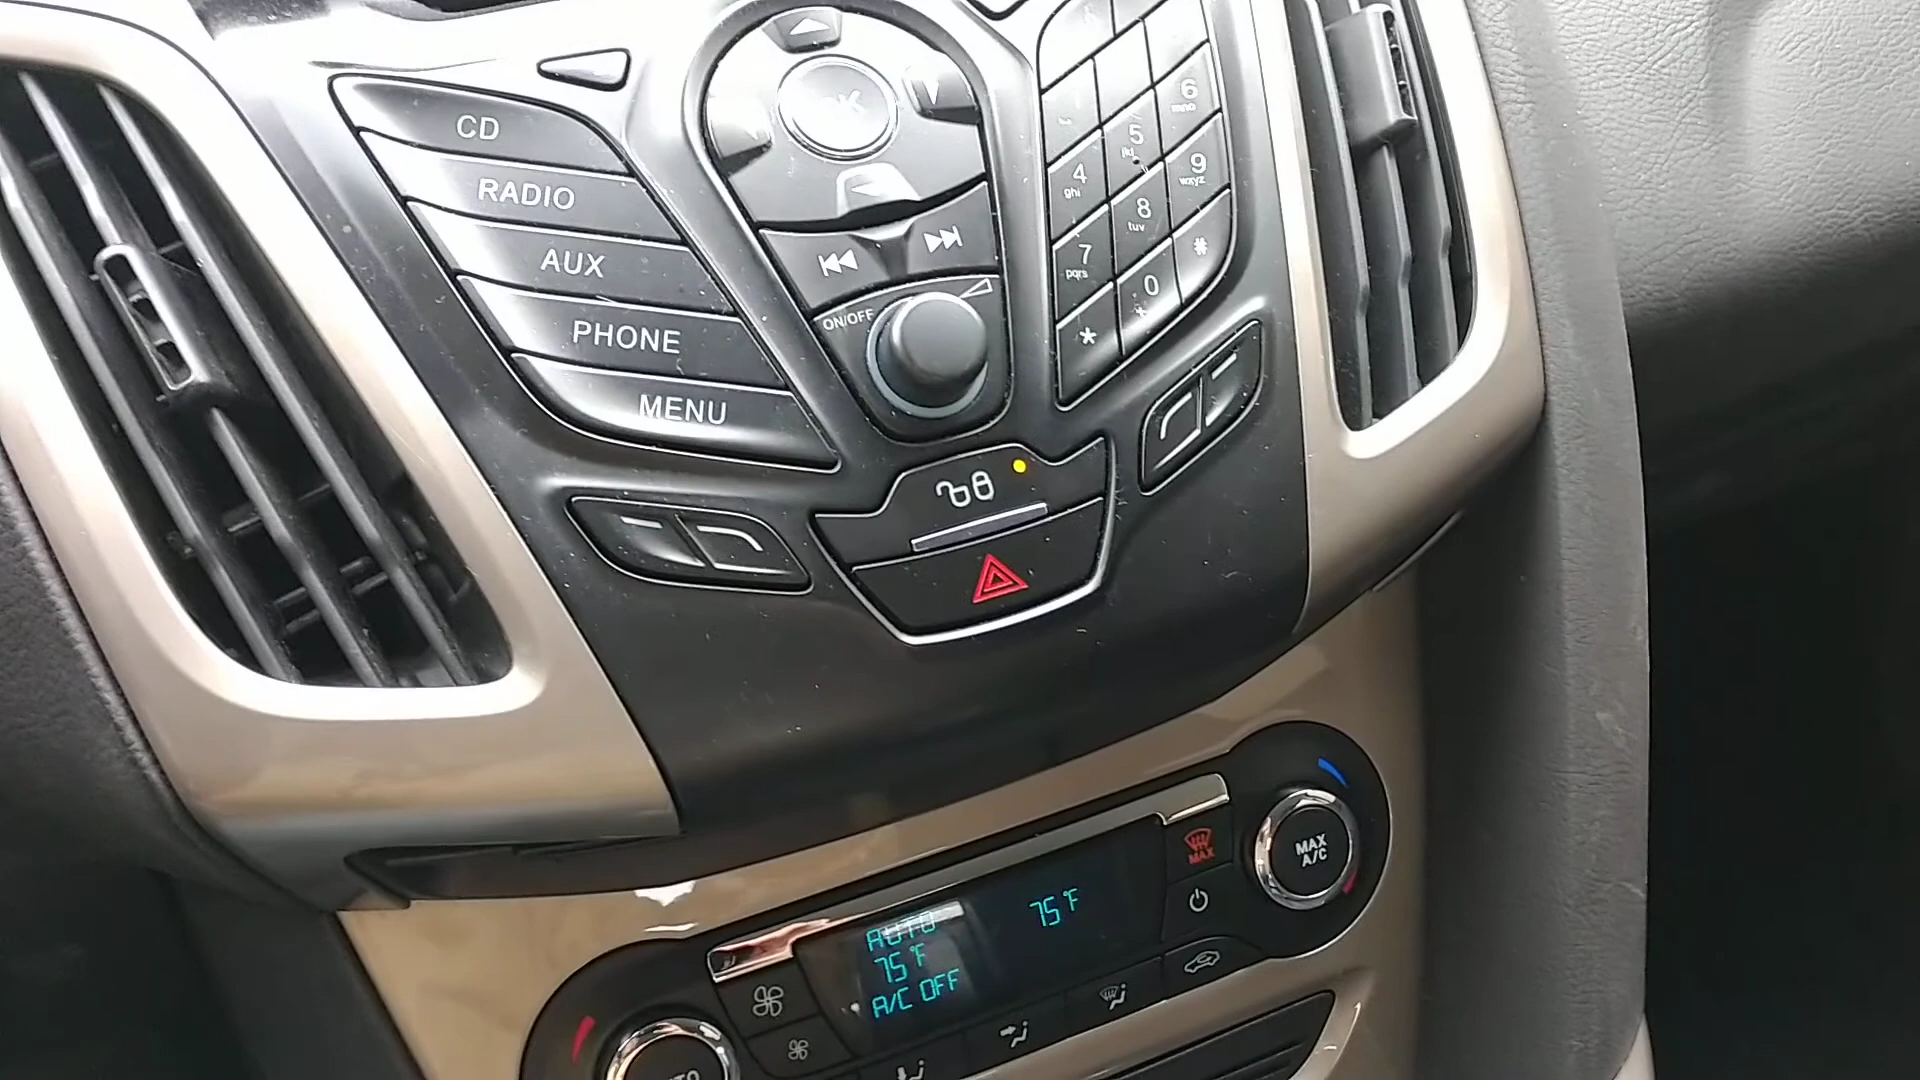 CD
RADIO
AUX
PHONE
MENU
OK
ON/OFF
4
ghi
5
jkl
6
mno
7
pqrs
8
tuv
9
wxyz
*
0
+
#
MAX
MAX
A/C
AUTO
75°F
75°F
A/C OFF